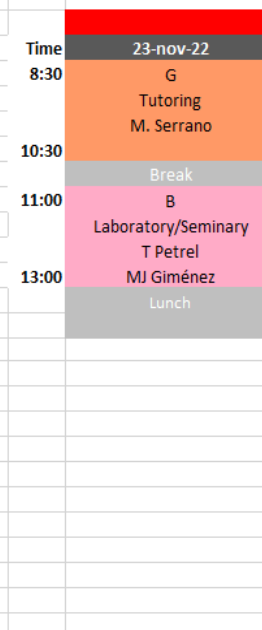 Time 23-nov-22
8:30 G
Tutoring
M. Serrano
10:30
Break
11:00 B
Laboratory/Seminary
T Petrel
13:00 MJ Giménez
Lunch